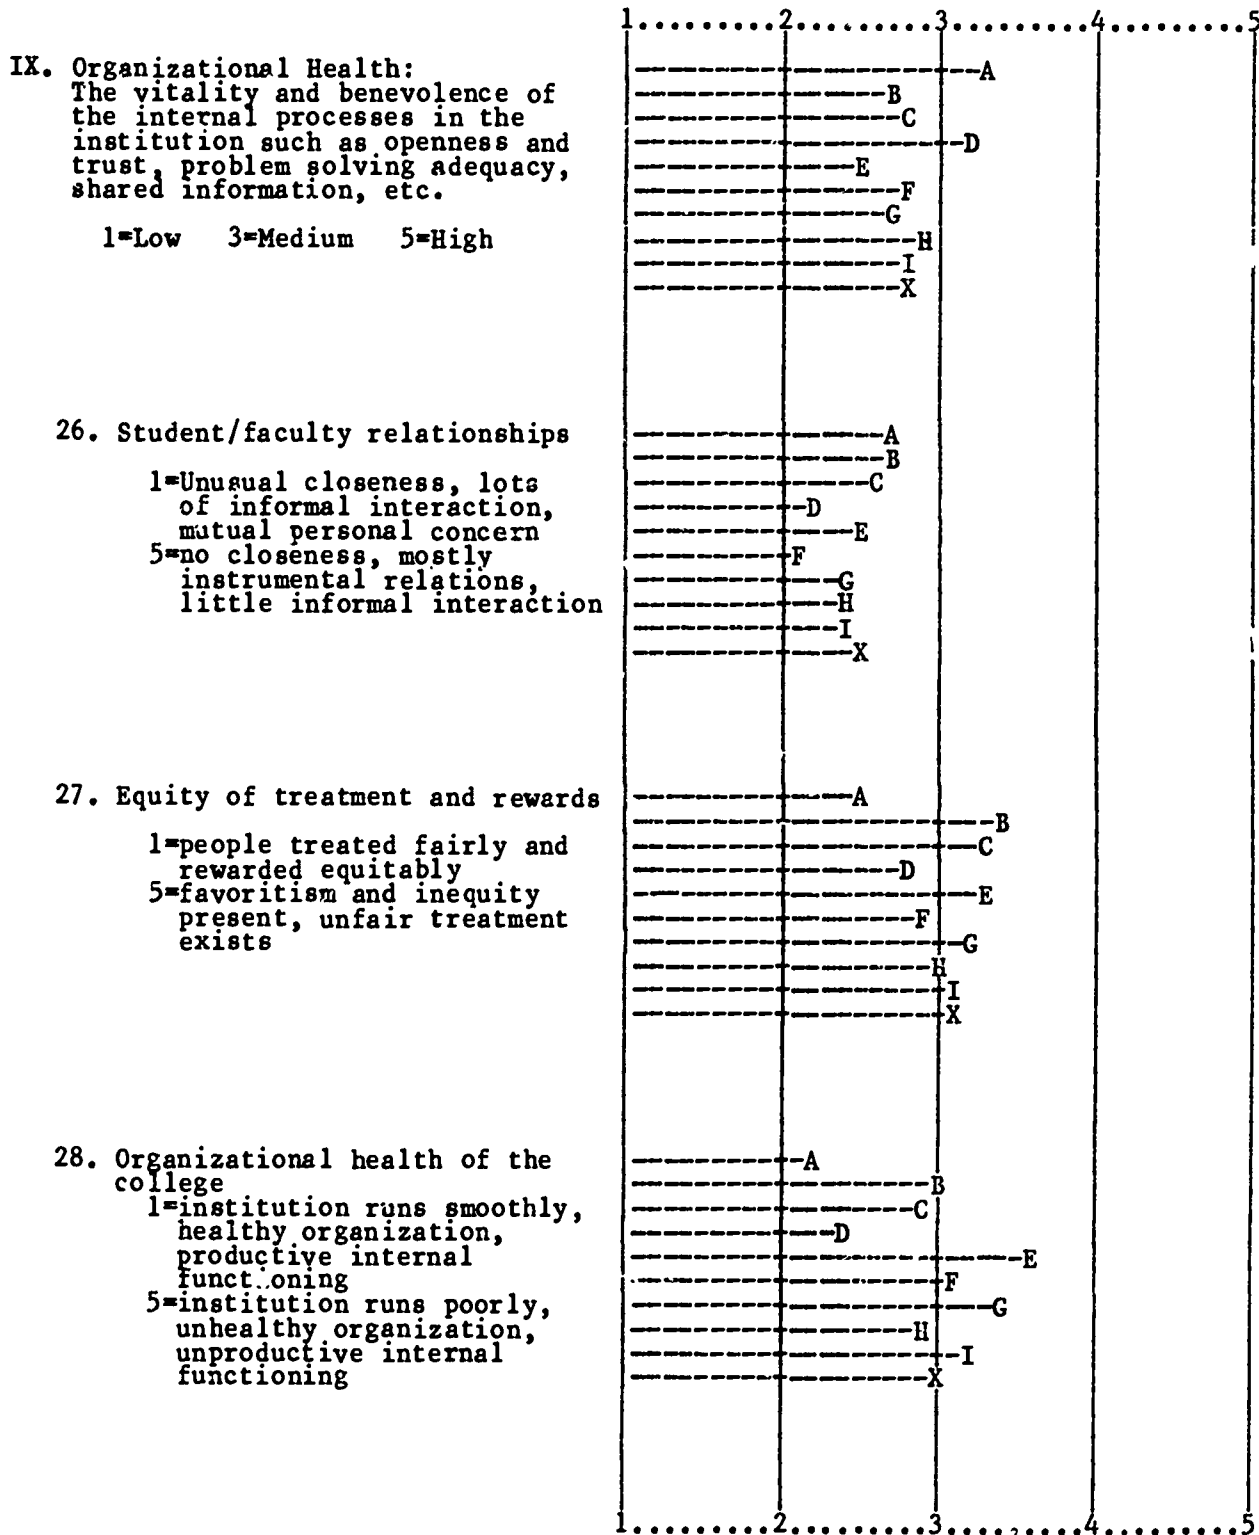 1.........2.........3.........4.........5
IX. Organizational Health:
The vitality and benevolence of
the internal processes in the
institution such as openness and
trust, problem solving adequacy,
shared information, etc.
1=Low 3=Medium 5=High
A
B
C
D
E
F
G
H
I
X
26. Student/faculty relationships
1=Unusual closeness, lots
of informal interaction,
mutual personal concern
5=no closeness, mostly
instrumental relations,
little informal interaction
A
B
C
D
E
F
G
H
I
X
27. Equity of treatment and rewards
1=people treated fairly and
rewarded equitably
5=favoritism and inequity
present, unfair treatment
exists
A
B
C
D
E
F
G
H
I
X
28. Organizational health of the
college
1=institution runs smoothly,
healthy organization,
productive internal
funct..oning
5=institution runs poorly,
unhealthy organization,
unproductive internal
functioning
A
B
C
D
E
F
G
H
I
X
1.........2.........3.........4.........5